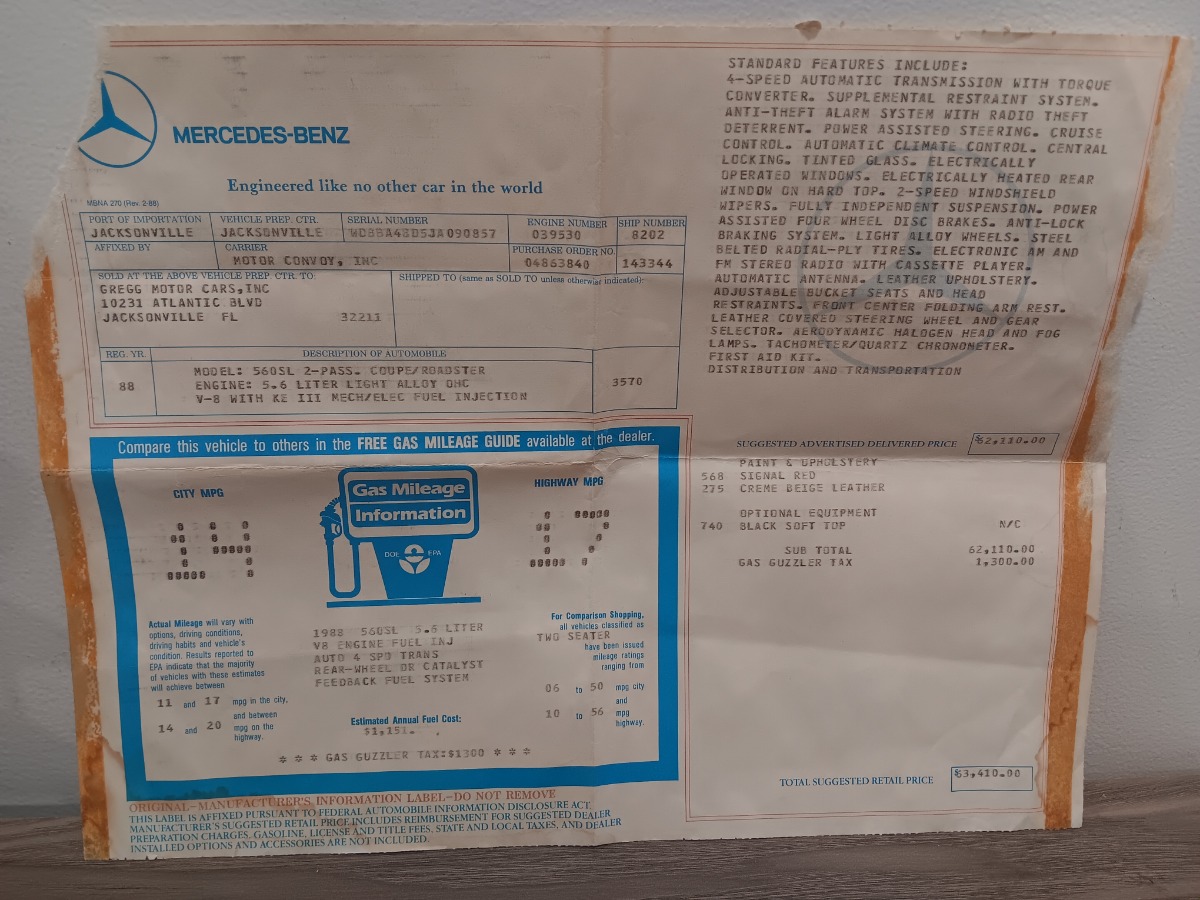 MERCEDES-BENZ
Engineered like no other car in the world
MBNA 270 (Rev. 2-88)
PORT OF IMPORTATION VEHICLE PREP. CTR. SERIAL NUMBER ENGINE NUMBER SHIP NUMBER
JACKSONVILLE JACKSONVILLE WDBBA48D5JA090857 039530 8202
AFFIXED BY CARRIER PURCHASE ORDER NO.
MOTOR CONVOY, INC 04863840 143344
SOLD AT THE ABOVE VEHICLE PREP. CTR. TO: SHIPPED TO (same as SOLD TO unless otherwise indicated):
GREGG MOTOR CARS,INC
10231 ATLANTIC BLVD
JACKSONVILLE FL 32211
REG. YR. DESCRIPTION OF AUTOMOBILE
88 MODEL: 560SL 2-PASS. COUPE/ROADSTER
ENGINE: 5.6 LITER LIGHT ALLOY OHC 3570
V-8 WITH KE III MECH/ELEC FUEL INJECTION
Compare this vehicle to others in the FREE GAS MILEAGE GUIDE available at the dealer.
CITY MPG
14
Gas Mileage
Information
DOE EPA
HIGHWAY MPG
17
Actual Mileage will vary with
options, driving conditions,
driving habits and vehicle's
condition. Results reported to
EPA indicate that the majority
of vehicles with these estimates
will achieve between
11 and 17 mpg in the city,
and between
14 and 20 mpg on the
highway.
1988 560SL 5.6 LITER
V8 ENGINE FUEL INJ
AUTO 4 SPD TRANS
REAR-WHEEL DR CATALYST
FEEDBACK FUEL SYSTEM
Estimated Annual Fuel Cost:
$1,151.
For Comparison Shopping,
all vehicles classified as
TWO SEATER
have been issued
mileage ratings
ranging from
06 to 50 mpg city
and
10 to 56 mpg
highway.
* * * GAS GUZZLER TAX:$1300 * * *
ORIGINAL—MANUFACTURER'S INFORMATION LABEL—DO NOT REMOVE
THIS LABEL IS AFFIXED PURSUANT TO FEDERAL AUTOMOBILE INFORMATION DISCLOSURE ACT.
MANUFACTURER'S SUGGESTED RETAIL PRICE INCLUDES REIMBURSEMENT FOR SUGGESTED DEALER
PREPARATION CHARGES, GASOLINE, LICENSE AND TITLE FEES, STATE AND LOCAL TAXES, AND DEALER
INSTALLED OPTIONS AND ACCESSORIES ARE NOT INCLUDED.
STANDARD FEATURES INCLUDE:
4-SPEED AUTOMATIC TRANSMISSION WITH TORQUE
CONVERTER. SUPPLEMENTAL RESTRAINT SYSTEM.
ANTI-THEFT ALARM SYSTEM WITH RADIO THEFT
DETERRENT. POWER ASSISTED STEERING. CRUISE
CONTROL. AUTOMATIC CLIMATE CONTROL. CENTRAL
LOCKING. TINTED GLASS. ELECTRICALLY
OPERATED WINDOWS. ELECTRICALLY HEATED REAR
WINDOW ON HARD TOP. 2-SPEED WINDSHIELD
WIPERS. FULLY INDEPENDENT SUSPENSION. POWER
ASSISTED FOUR WHEEL DISC BRAKES. ANTI-LOCK
BRAKING SYSTEM. LIGHT ALLOY WHEELS. STEEL
BELTED RADIAL-PLY TIRES. ELECTRONIC AM AND
FM STEREO RADIO WITH CASSETTE PLAYER.
AUTOMATIC ANTENNA. LEATHER UPHOLSTERY.
ADJUSTABLE BUCKET SEATS AND HEAD
RESTRAINTS. FRONT CENTER FOLDING ARM REST.
LEATHER COVERED STEERING WHEEL AND GEAR
SELECTOR. AERODYNAMIC HALOGEN HEAD AND FOG
LAMPS. TACHOMETER/QUARTZ CHRONOMETER.
FIRST AID KIT.
DISTRIBUTION AND TRANSPORTATION
SUGGESTED ADVERTISED DELIVERED PRICE $62,110.00
PAINT & UPHOLSTERY
568 SIGNAL RED
275 CREME BEIGE LEATHER
OPTIONAL EQUIPMENT
740 BLACK SOFT TOP N/C
SUB TOTAL 62,110.00
GAS GUZZLER TAX 1,300.00
TOTAL SUGGESTED RETAIL PRICE $63,410.00